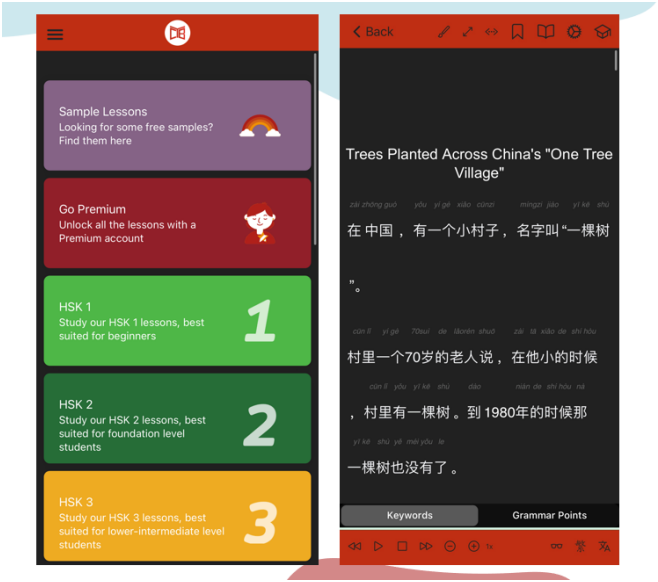 Sample Lessons
Looking for some free samples?
Find them here
Go Premium
Unlock all the lessons with a
Premium account
HSK 1
Study our HSK 1 lessons, best
suited for beginners
1
HSK 2
Study our HSK 2 lessons, best
suited for foundation level
students
2
HSK 3
Study our HSK 3 lessons, best
suited for lower-intermediate level
students
3
Back
Trees Planted Across China's "One Tree
Village"
zài zhōng guó yǒu yí gè xiǎo cūnzi míngzi jiào yì kē shù
在 中国 ，有一个小村子 ，名字叫“一棵树
”。
cūn lǐ yí gè 70suì de lǎorén shuō zài tā xiǎo de shí hòu
村里一个70岁的老人说 ，在他小的时候
cūn lǐ yǒu yì kē shù dào nián de shí hòu nà
，村里有一棵树 。到 1980年的时候那
yì kē shù yě méi yǒu le
一棵树也没有了 。
Keywords Grammar Points
1x